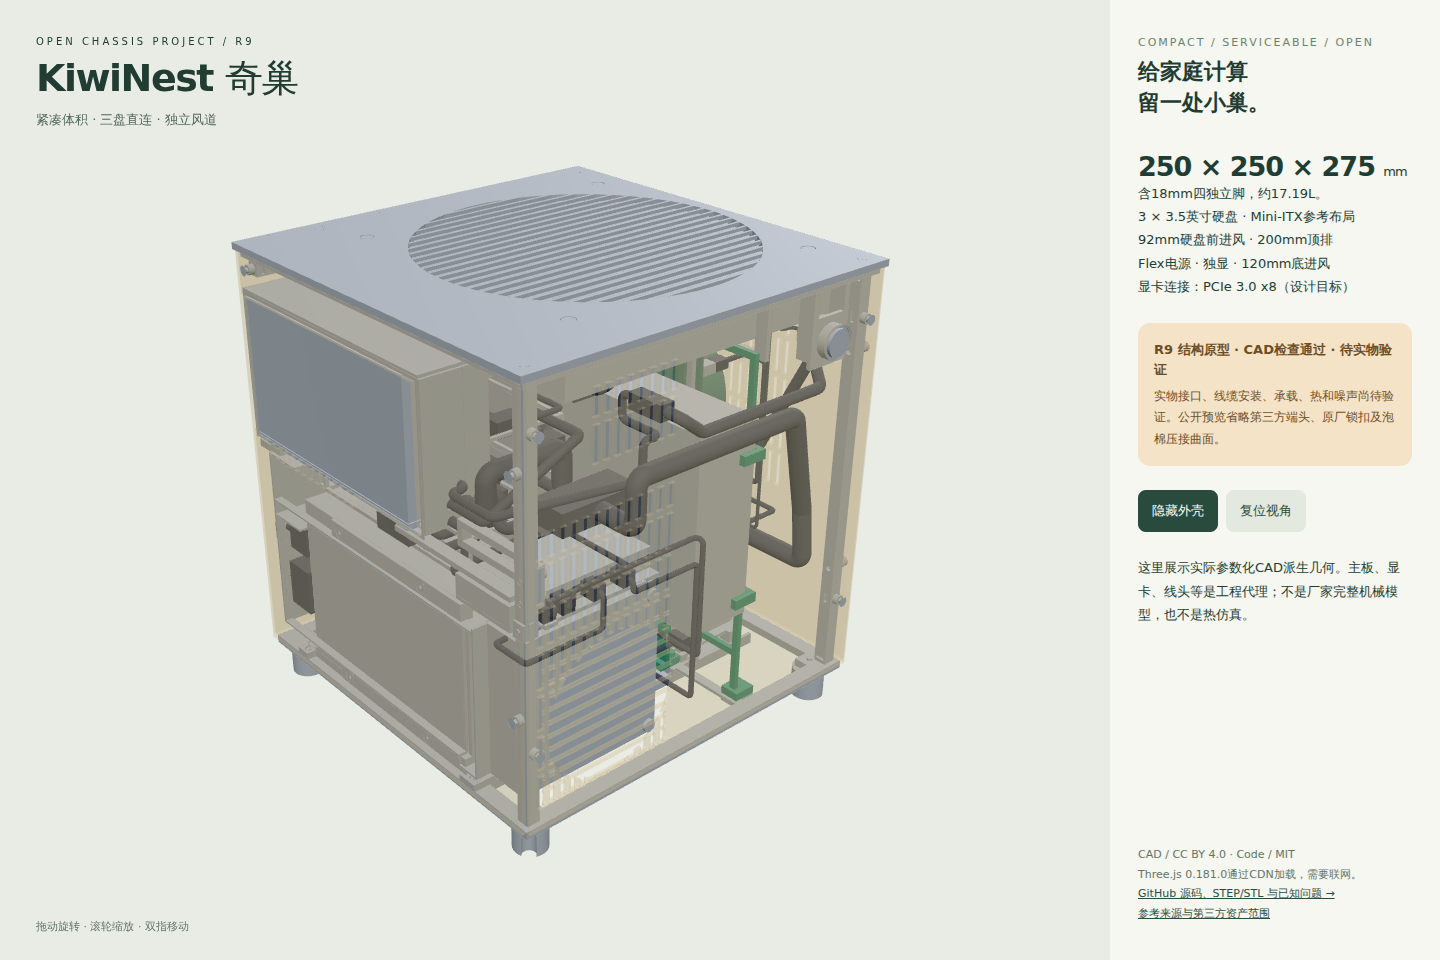 OPEN CHASSIS PROJECT / R9
KiwiNest 奇巢
紧凑体积 · 三盘直连 · 独立风道
拖动旋转 · 滚轮缩放 · 双指移动
COMPACT / SERVICEABLE / OPEN
给家庭计算
留一处小巢。
250 × 250 × 275 mm
含18mm四独立脚，约17.19L。
3 × 3.5英寸硬盘 · Mini-ITX参考布局
92mm硬盘前进风 · 200mm顶排
Flex电源 · 独显 · 120mm底进风
显卡连接：PCIe 3.0 x8（设计目标）
R9 结构原型 · CAD检查通过 · 待实物验
证
实物接口、线缆安装、承载、热和噪声尚待验
证。公开预览省略第三方端头、原厂锁扣及泡
棉压接曲面。
隐藏外壳
复位视角
这里展示实际参数化CAD派生几何。主板、显
卡、线头等是工程代理；不是厂家完整机械模
型，也不是热仿真。
CAD / CC BY 4.0 · Code / MIT
Three.js 0.181.0通过CDN加载，需要联网。
GitHub 源码、STEP/STL 与已知问题 →
参考来源与第三方资产范围